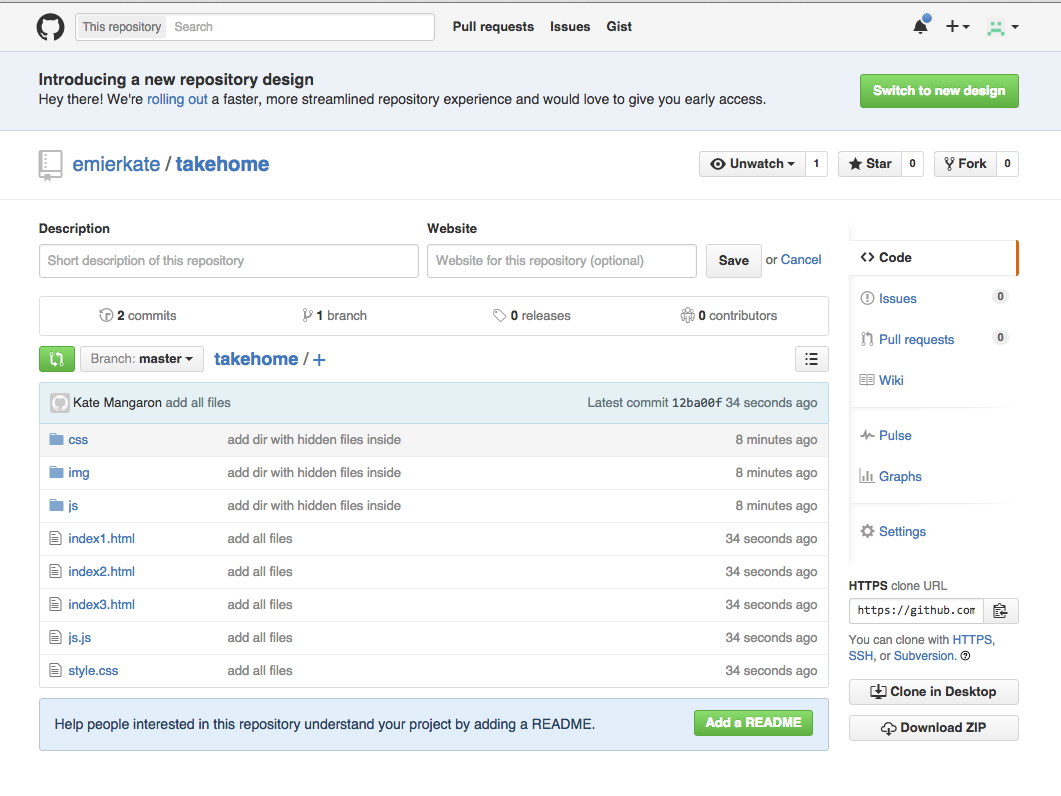 This repository Search Pull requests Issues Gist
Introducing a new repository design
Hey there! We're rolling out a faster, more streamlined repository experience and would love to give you early access.
Switch to new design
emierkate / takehome
Unwatch 1 Star 0 Fork 0
Description Website
Short description of this repository Website for this repository (optional) Save or Cancel
2 commits 1 branch 0 releases 0 contributors
Branch: master takehome / +
Kate Mangaron add all files Latest commit 12ba00f 34 seconds ago
css add dir with hidden files inside 8 minutes ago
img add dir with hidden files inside 8 minutes ago
js add dir with hidden files inside 8 minutes ago
index1.html add all files 34 seconds ago
index2.html add all files 34 seconds ago
index3.html add all files 34 seconds ago
js.js add all files 34 seconds ago
style.css add all files 34 seconds ago
Help people interested in this repository understand your project by adding a README. Add a README
Code
Issues 0
Pull requests 0
Wiki
Pulse
Graphs
Settings
HTTPS clone URL
https://github.com
You can clone with HTTPS,
SSH, or Subversion.
Clone in Desktop
Download ZIP